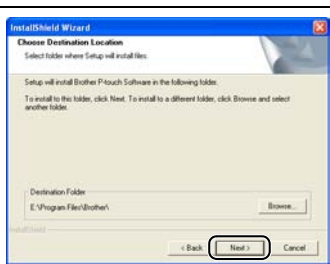 InstallShield Wizard
Choose Destination Location
Select folder where Setup will install files.
Setup will install Brother P-touch Software in the following folder.
To install to this folder, click Next. To install to a different folder, click Browse and select
another folder.
Destination Folder
E:\Program Files\Brother\
Browse...
InstallShield
< Back
Next >
Cancel